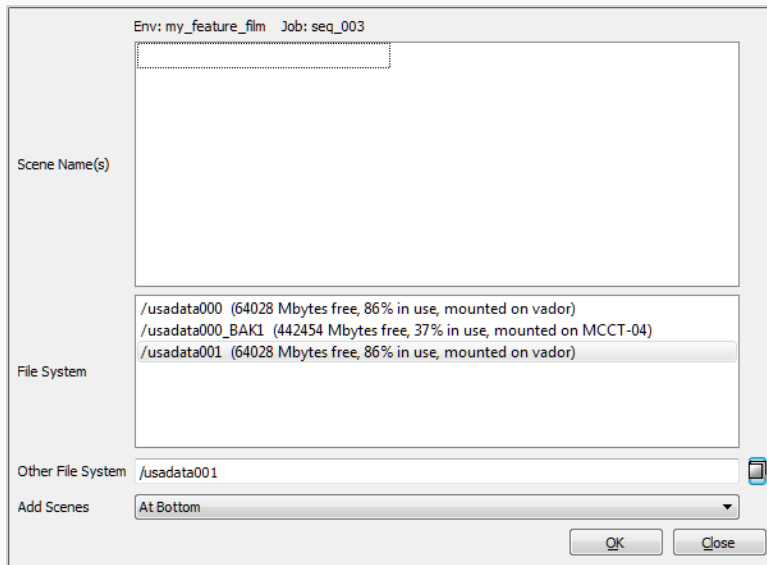 Env: my_feature_film   Job: seq_003
Scene Name(s)
/usadata000  (64028 Mbytes free, 86% in use, mounted on vador)
/usadata000_BAK1  (442454 Mbytes free, 37% in use, mounted on MCCT-04)
/usadata001  (64028 Mbytes free, 86% in use, mounted on vador)
File System
Other File System /usadata001
Add Scenes At Bottom
OK Close